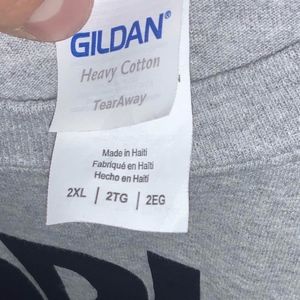 GILDAN®
Heavy Cotton
TearAway
Made in Haiti
Fabriqué en Haïti
Hecho en Haití
2XL | 2TG | 2EG